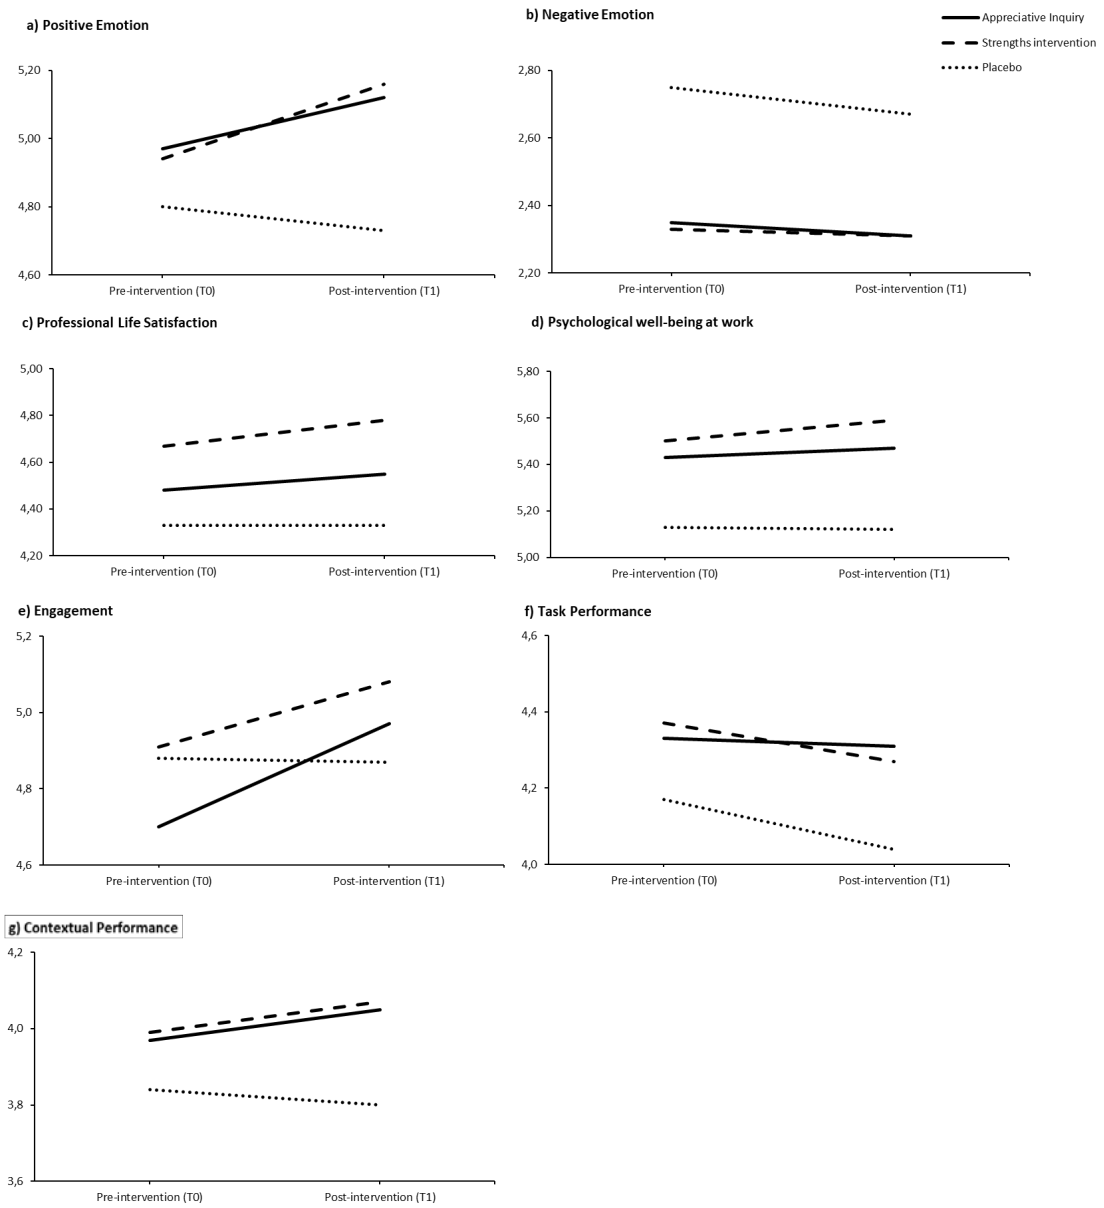 a) Positive Emotion
5,20
5,00
4,80
4,60
Pre-intervention (T0)
Post-intervention (T1)
b) Negative Emotion
Appreciative Inquiry
Strengths intervention
Placebo
2,80
2,60
2,40
2,20
Pre-intervention (T0)
Post-intervention (T1)
c) Professional Life Satisfaction
5,00
4,80
4,60
4,40
4,20
Pre-intervention (T0)
Post-intervention (T1)
d) Psychological well-being at work
5,80
5,60
5,40
5,20
5,00
Pre-intervention (T0)
Post-intervention (T1)
e) Engagement
5,2
5,0
4,8
4,6
Pre-intervention (T0)
Post-intervention (T1)
f) Task Performance
4,6
4,4
4,2
4,0
Pre-intervention (T0)
Post-intervention (T1)
g) Contextual Performance
4,2
4,0
3,8
3,6
Pre-intervention (T0)
Post-intervention (T1)